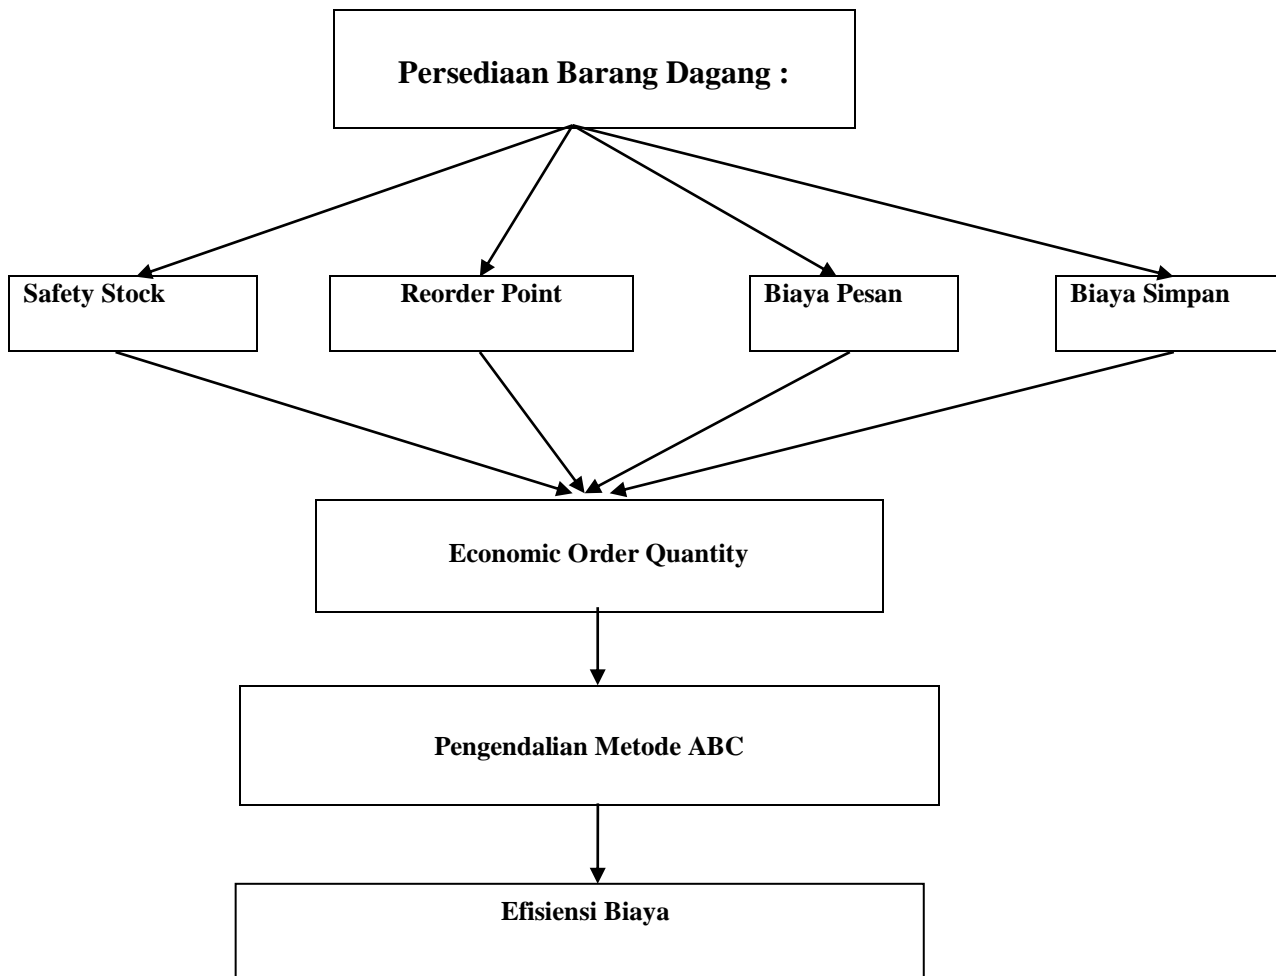 Persediaan Barang Dagang :
Safety Stock
Reorder Point
Biaya Pesan
Biaya Simpan
Economic Order Quantity
Pengendalian Metode ABC
Efisiensi Biaya